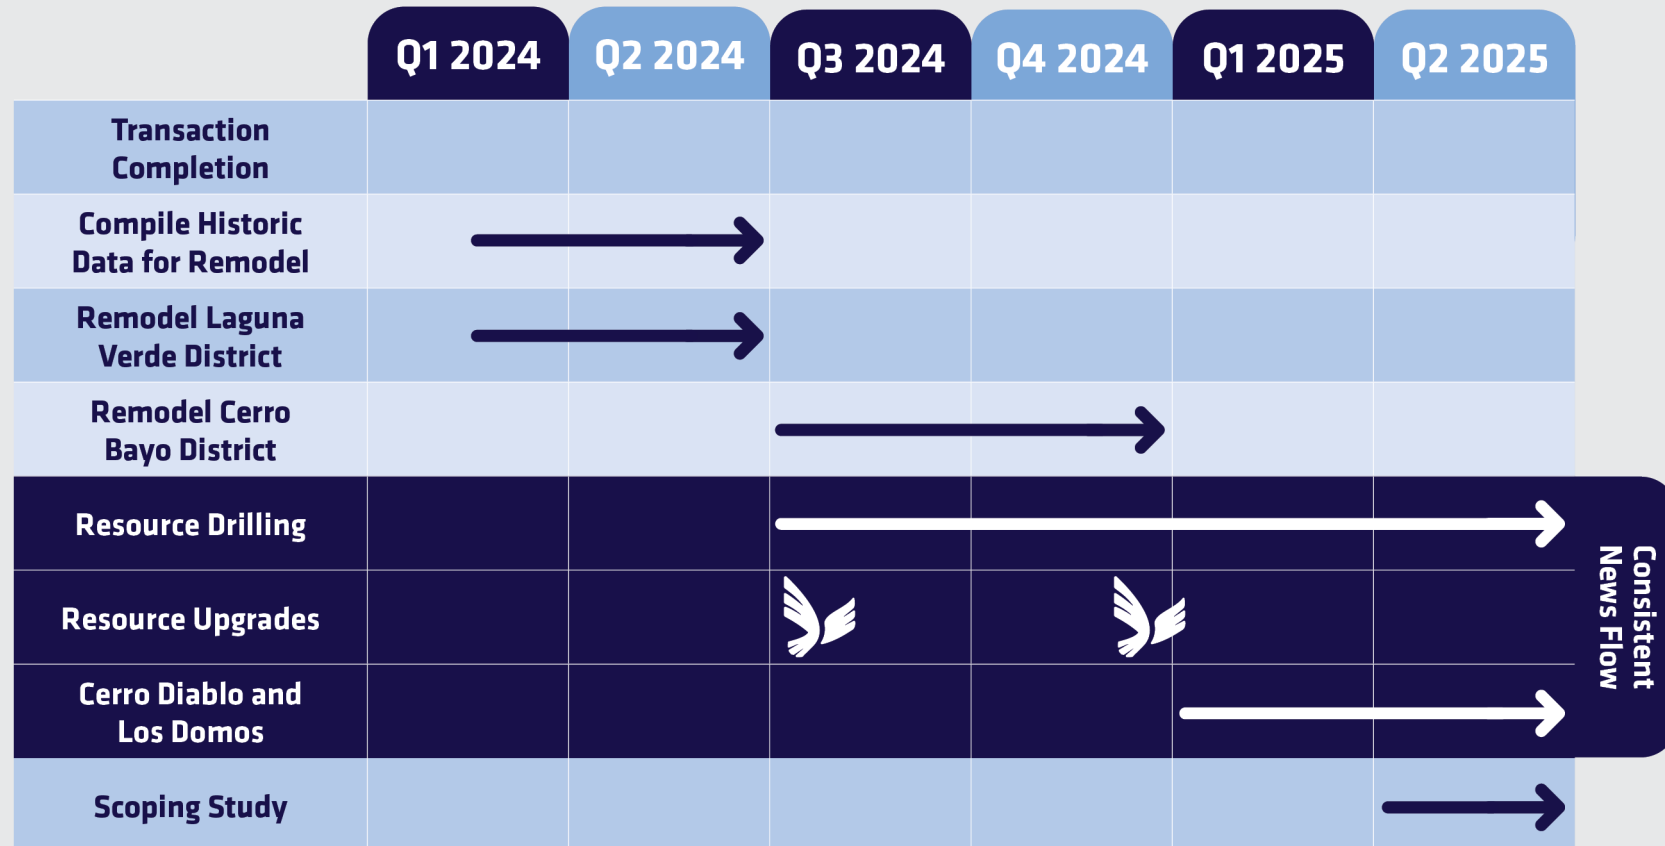 Q1 2024
Q2 2024
Q3 2024
Q4 2024
Q1 2025
Q2 2025
Transaction
Completion
Compile Historic
Data for Remodel
Remodel Laguna
Verde District
Remodel Cerro
Bayo District
Resource Drilling
Resource Upgrades
Cerro Diablo and
Los Domos
Consistent
News Flow
Scoping Study